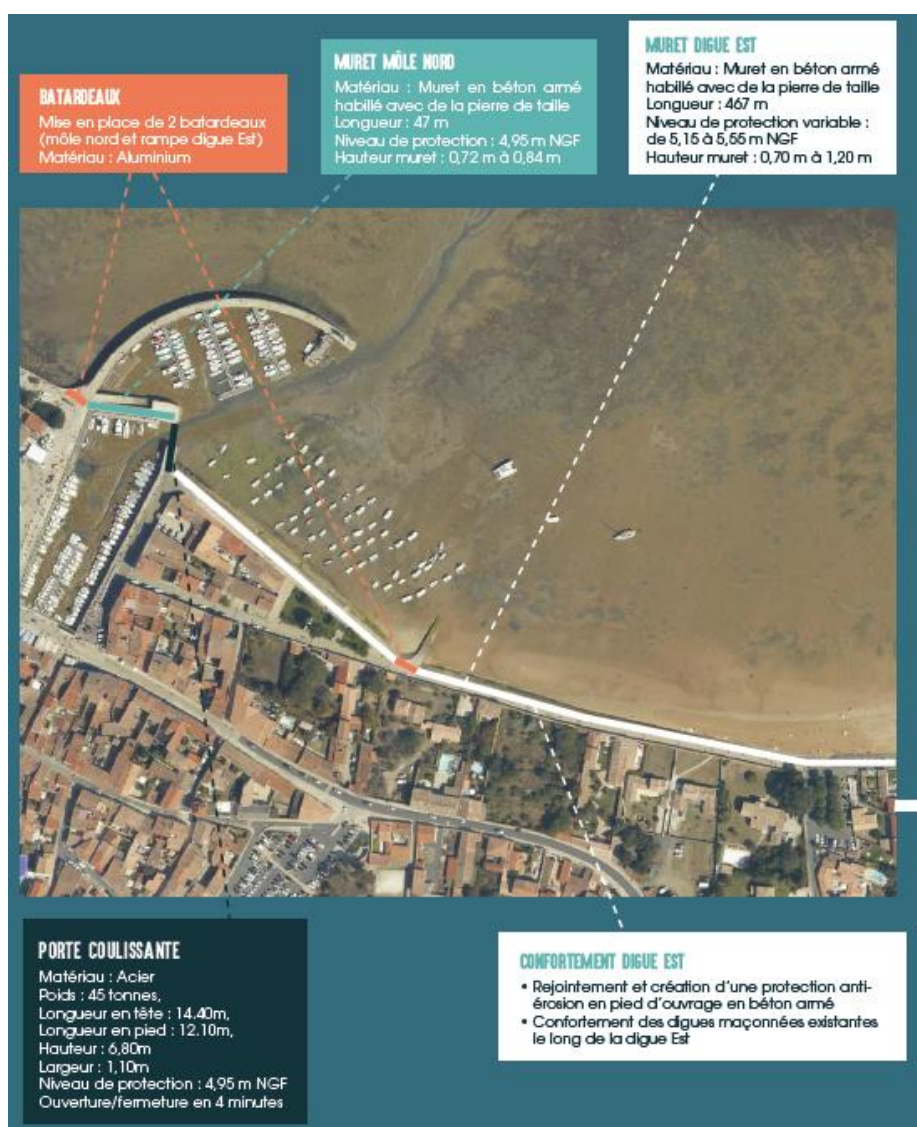 BATARDEAUX
Mise en place de 2 batardeaux
(môle nord et rampe digue Est)
Matériau : Aluminium
MURET MÔLE NORD
Matériau : Muret en béton armé
habillé avec de la pierre de taille
Longueur : 47 m
Niveau de protection : 4,95 m NGF
Hauteur muret : 0,72 m à 0,84 m
MURET DIGUE EST
Matériau : Muret en béton armé
habillé avec de la pierre de taille
Longueur : 467 m
Niveau de protection variable :
de 5,15 à 5,55 m NGF
Hauteur muret : 0,70 m à 1,20 m
PORTE COULISSANTE
Matériau : Acier
Poids : 45 tonnes,
Longueur en tête : 14.40m,
Longueur en pied : 12.10m,
Hauteur : 6,80m
Largeur : 1,10m
Niveau de protection : 4,95 m NGF
Ouverture/fermeture en 4 minutes
CONFORTEMENT DIGUE EST
• Rejointement et création d'une protection anti-
érosion en pied d'ouvrage en béton armé
• Confortement des digues maçonnées existantes
le long de la digue Est